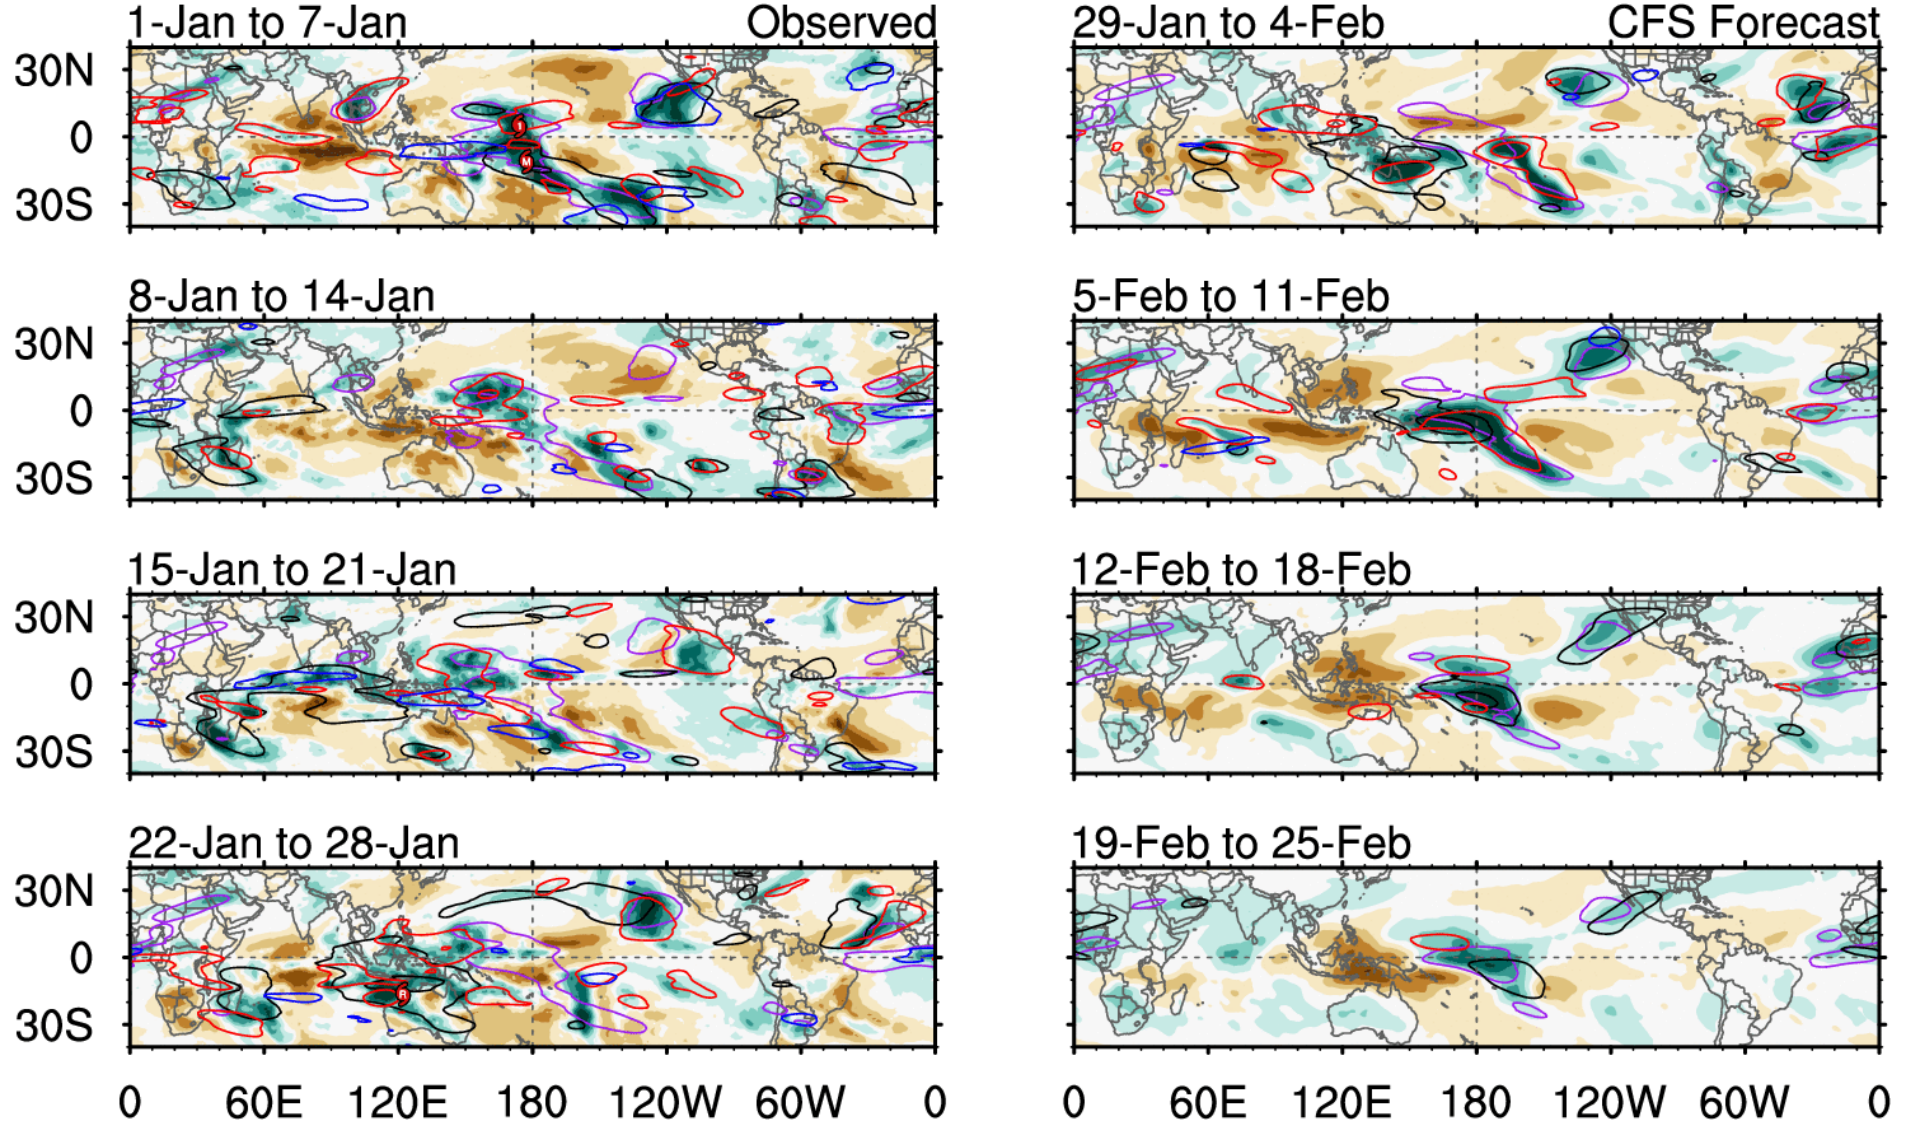 1-Jan to 7-Jan Observed
30N
0
30S
8-Jan to 14-Jan
30N
0
30S
15-Jan to 21-Jan
30N
0
30S
22-Jan to 28-Jan
30N
0
30S
0 60E 120E 180 120W 60W 0
29-Jan to 4-Feb CFS Forecast
5-Feb to 11-Feb
12-Feb to 18-Feb
19-Feb to 25-Feb
0 60E 120E 180 120W 60W 0
M
R